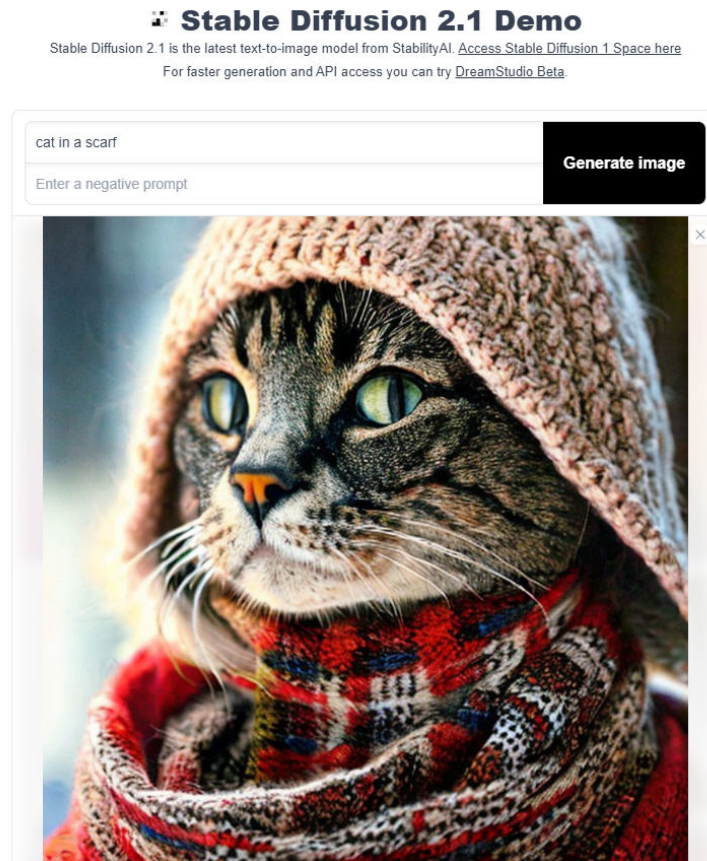 Stable Diffusion 2.1 Demo
Stable Diffusion 2.1 is the latest text-to-image model from StabilityAI. Access Stable Diffusion 1 Space here
For faster generation and API access you can try DreamStudio Beta.
cat in a scarf
Generate image
Enter a negative prompt